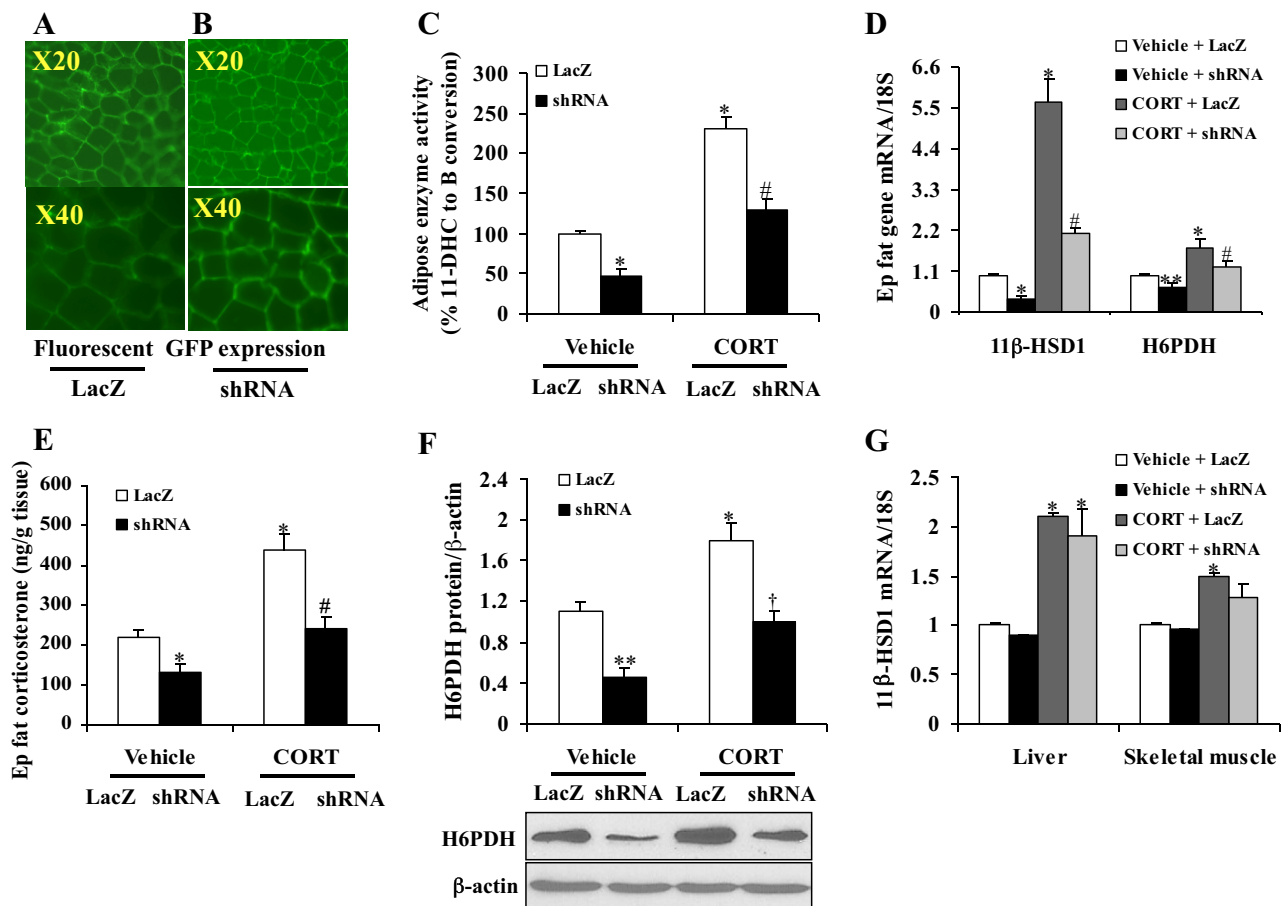 A
B
X20
X20
X40
X40
Fluorescent GFP expression
LacZ
shRNA
C
LacZ
shRNA
Adipose enzyme activity
(% 11-DHC to B conversion)
300
250
200
150
100
50
0
*
*
#
Vehicle
CORT
LacZ shRNA LacZ shRNA
D
Vehicle + LacZ
Vehicle + shRNA
CORT + LacZ
CORT + shRNA
Ep fat gene mRNA/18S
6.6
5.5
4.4
3.3
2.2
1.1
0
*
*
#
**
*
#
11β-HSD1
H6PDH
E
LacZ
shRNA
Ep fat corticosterone (ng/g tissue)
600
500
400
300
200
100
0
*
*
#
Vehicle
CORT
LacZ shRNA LacZ shRNA
F
LacZ
shRNA
H6PDH protein/β-actin
2.4
2
1.6
1.2
0.8
0.4
0
**
*
†
Vehicle
CORT
LacZ shRNA LacZ shRNA
H6PDH
β-actin
G
Vehicle + LacZ
Vehicle + shRNA
CORT + LacZ
CORT + shRNA
11β-HSD1 mRNA/18S
2.5
2
1.5
1
0.5
0
*
*
*
Liver
Skeletal muscle